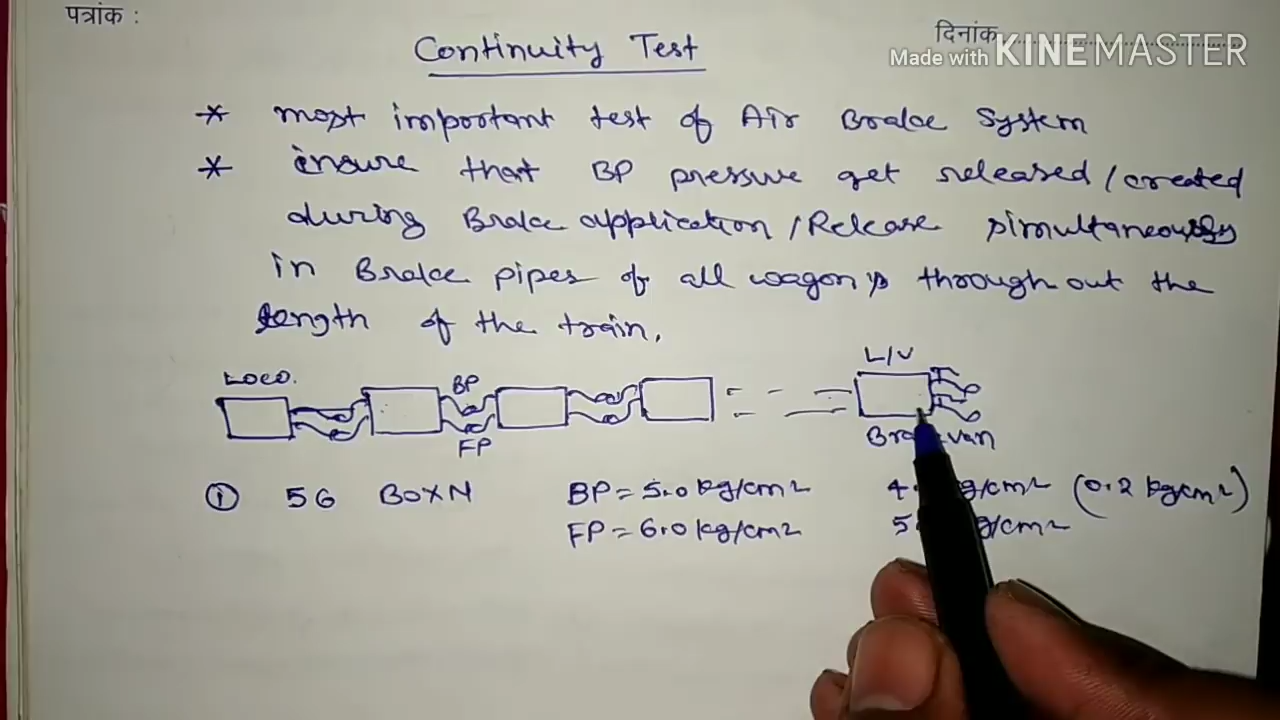 पत्रांक :
दिनांक
Made with KINEMASTER
Continuity Test
* most important test of Air Brake System
* ensure that BP pressure get released / created
during Brake application / Release simultaneously
in Brake pipes of all wagons through out the
length of the train.
LOCO.
BP
FP
L/V
van
① 56 BOXN BP = 5.0 kg/cm2 (0.2 kg/cm2)
FP = 6.0 kg/cm2